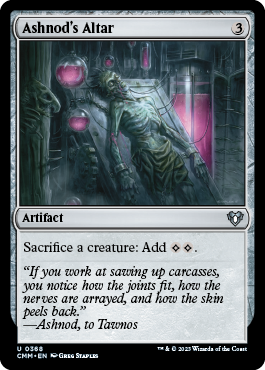 Ashnod's Altar 3
Artifact
Sacrifice a creature: Add ◇◇.
"If you work at sawing up carcasses,
you notice how the joints fit, how the
nerves are arrayed, and how the skin
peels back."
—Ashnod, to Tawnos
U 0368
CMM • EN Greg Staples
™ & © 2023 Wizards of the Coast